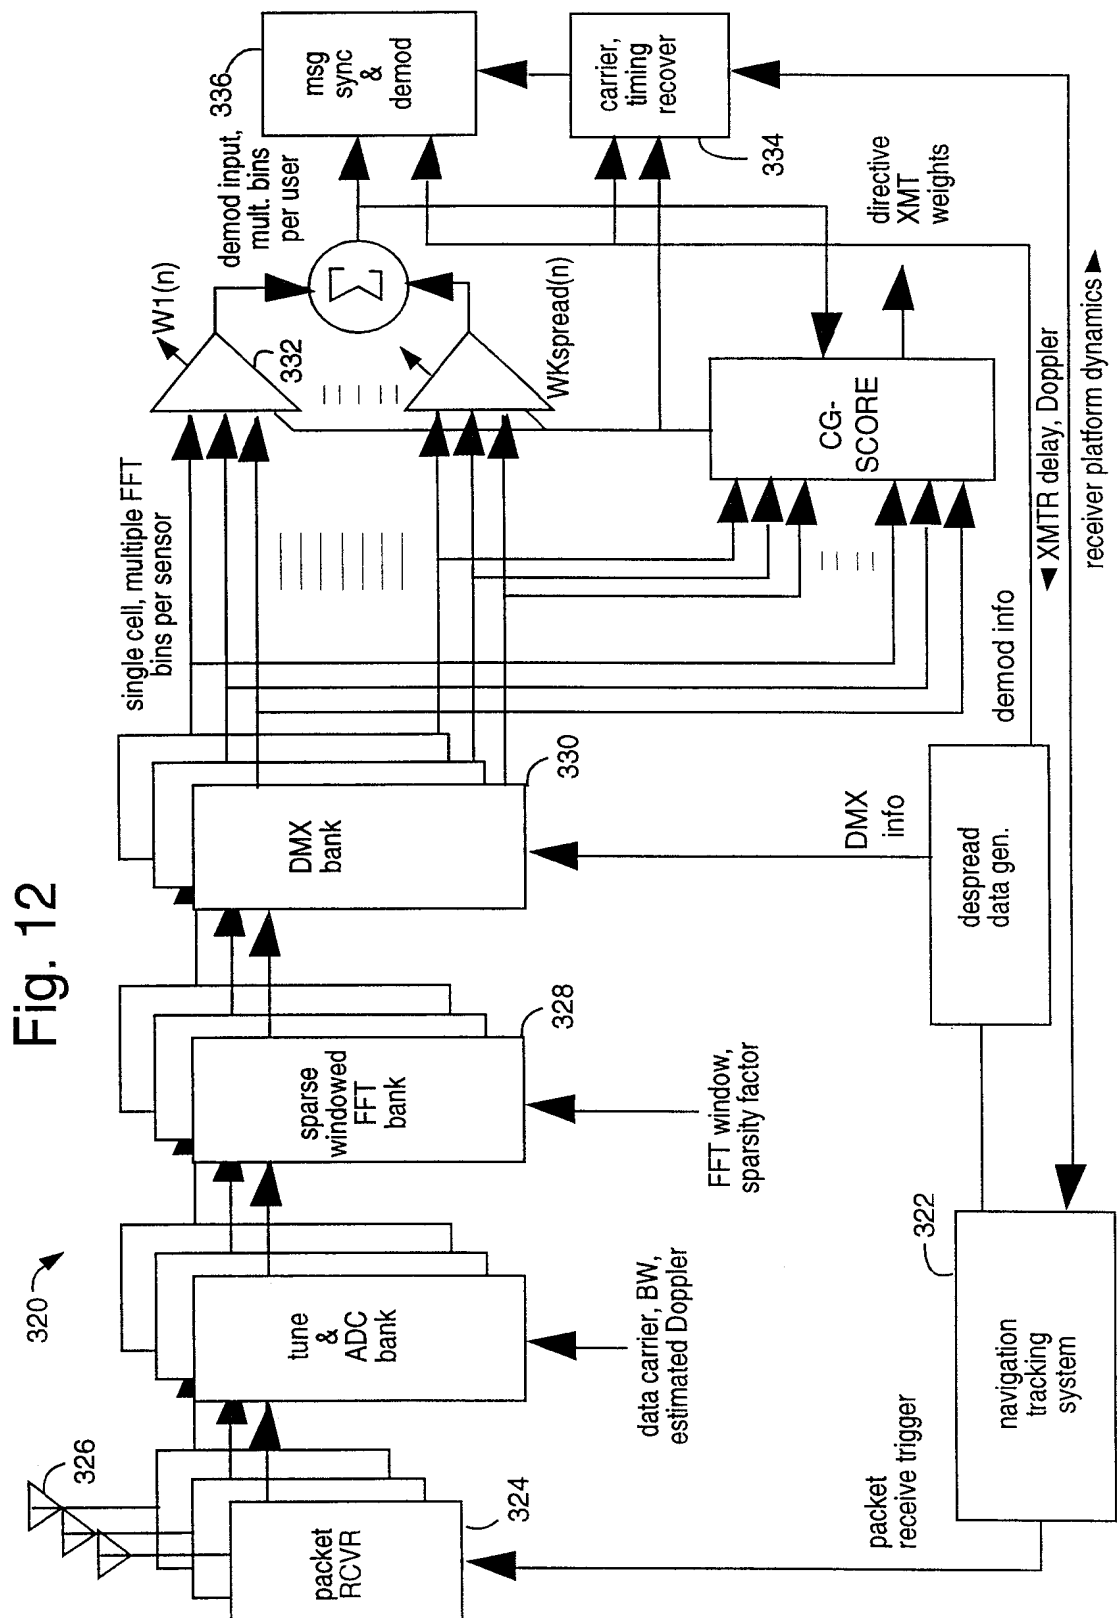 Fig. 12
320
326
packet
RCVR
324
tune
&
ADC
bank
data carrier, BW,
estimated Doppler
sparse
windowed
FFT
bank
328
FFT window,
sparsity factor
DMX
bank
330
DMX
info
single cell, multiple FFT
bins per sensor
W1(n)
332
WKspread(n)
Σ
demod input,
mult. bins
per user
336
msg
sync
&
demod
carrier,
timing
recover
334
CG-
SCORE
directive
XMT
weights
packet
receive trigger
navigation
tracking
system
322
despread
data gen.
demod info
XMTR delay, Doppler
receiver platform dynamics